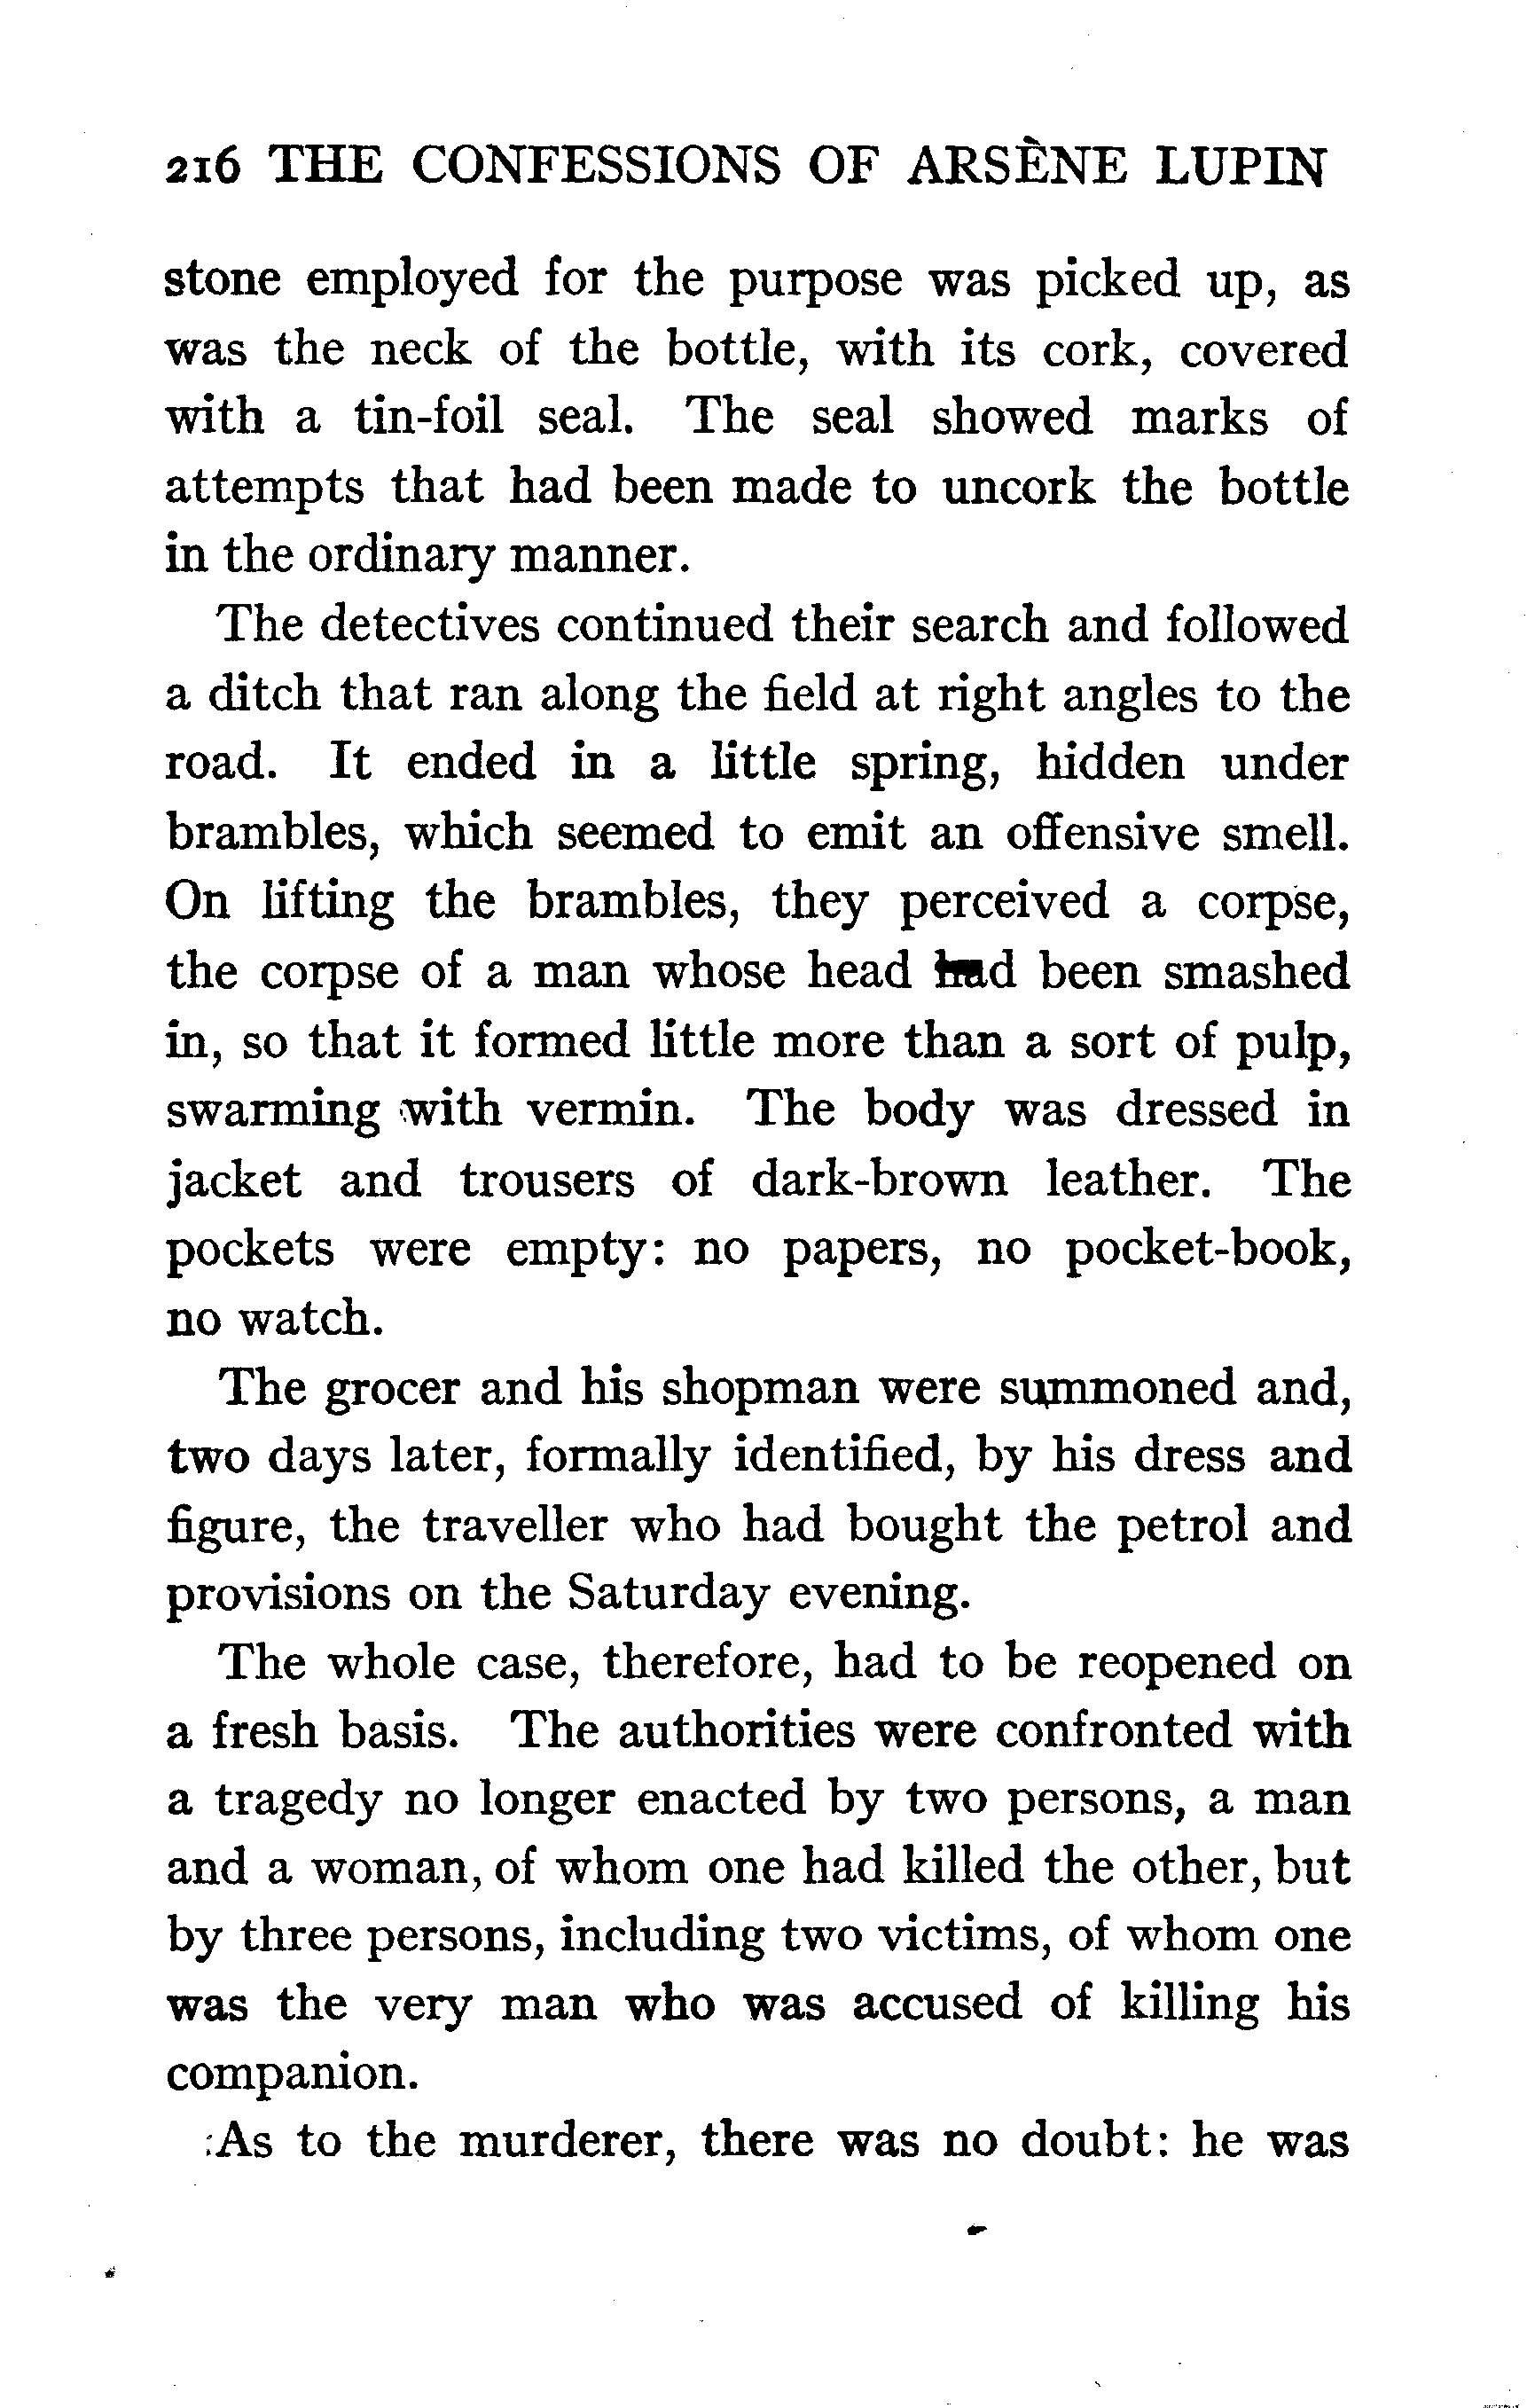 216 THE CONFESSIONS OF ARSÈNE LUPIN
stone employed for the purpose was picked up, as
was the neck of the bottle, with its cork, covered
with a tin-foil seal. The seal showed marks of
attempts that had been made to uncork the bottle
in the ordinary manner.
The detectives continued their search and followed
a ditch that ran along the field at right angles to the
road. It ended in a little spring, hidden under
brambles, which seemed to emit an offensive smell.
On lifting the brambles, they perceived a corpse,
the corpse of a man whose head had been smashed
in, so that it formed little more than a sort of pulp,
swarming with vermin. The body was dressed in
jacket and trousers of dark-brown leather. The
pockets were empty: no papers, no pocket-book,
no watch.
The grocer and his shopman were summoned and,
two days later, formally identified, by his dress and
figure, the traveller who had bought the petrol and
provisions on the Saturday evening.
The whole case, therefore, had to be reopened on
a fresh basis. The authorities were confronted with
a tragedy no longer enacted by two persons, a man
and a woman, of whom one had killed the other, but
by three persons, including two victims, of whom one
was the very man who was accused of killing his
companion.
As to the murderer, there was no doubt: he was